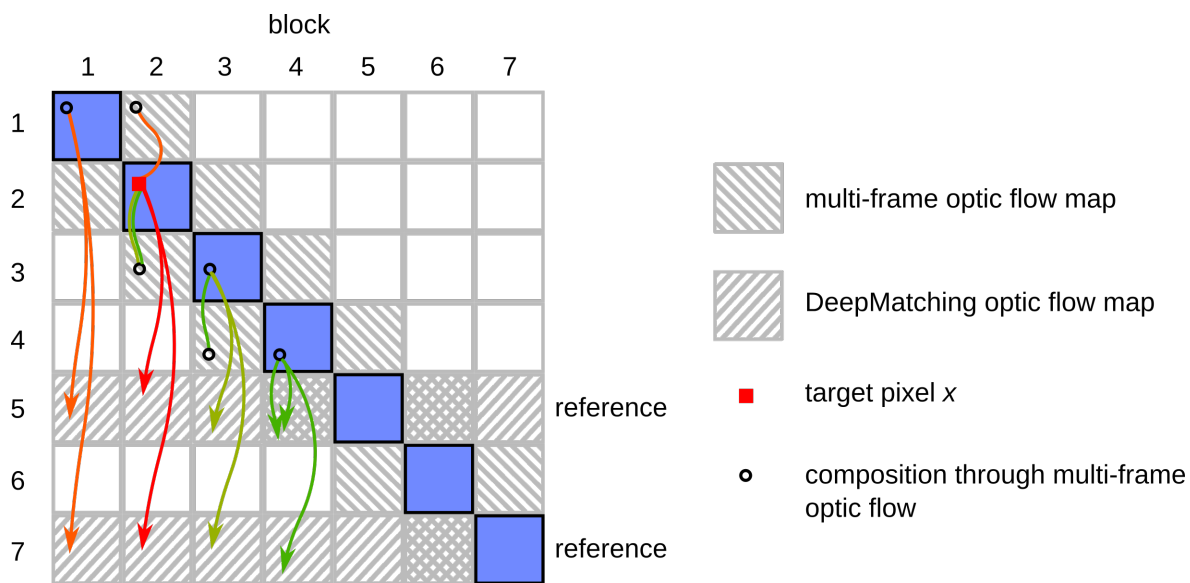 block
1 2 3 4 5 6 7
1
2
multi-frame optic flow map
3
DeepMatching optic flow map
4
target pixel x
5
reference
6
composition through multi-frame
optic flow
7
reference